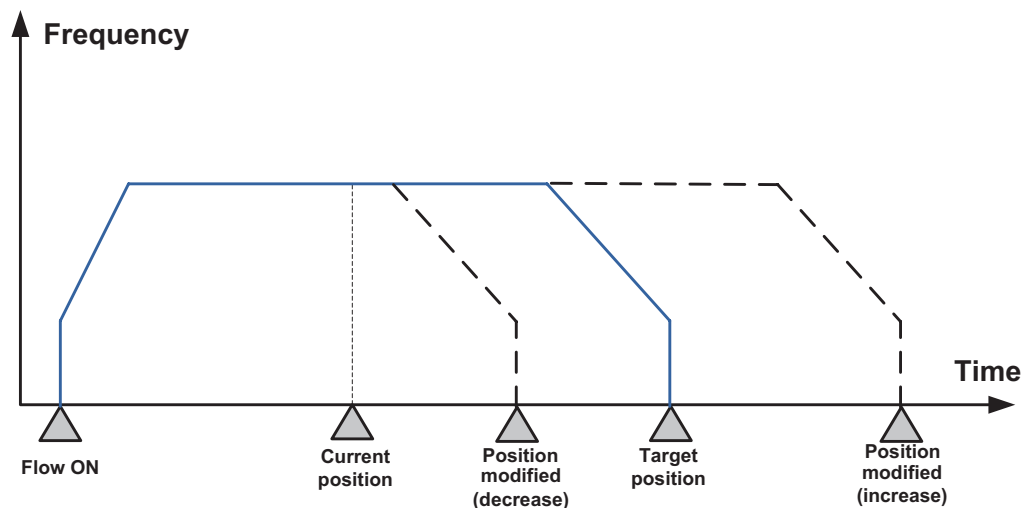 Frequency
Time
Flow ON
Current
position
Position
modified
(decrease)
Target
position
Position
modified
(increase)